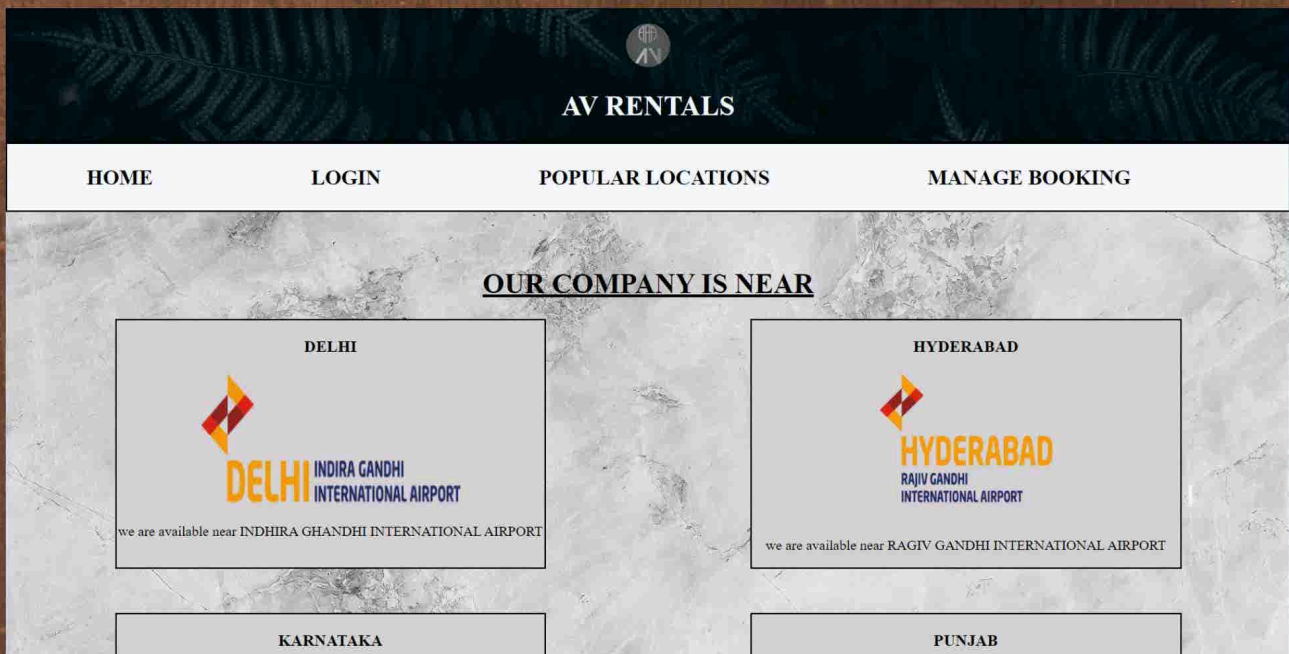 AV
AV RENTALS
HOME LOGIN POPULAR LOCATIONS MANAGE BOOKING
OUR COMPANY IS NEAR
DELHI
DELHI INDIRA GANDHI
INTERNATIONAL AIRPORT
we are available near INDHIRA GHANDHI INTERNATIONAL AIRPORT
HYDERABAD
HYDERABAD
RAJIV GANDHI
INTERNATIONAL AIRPORT
we are available near RAGIV GANDHI INTERNATIONAL AIRPORT
KARNATAKA
PUNJAB